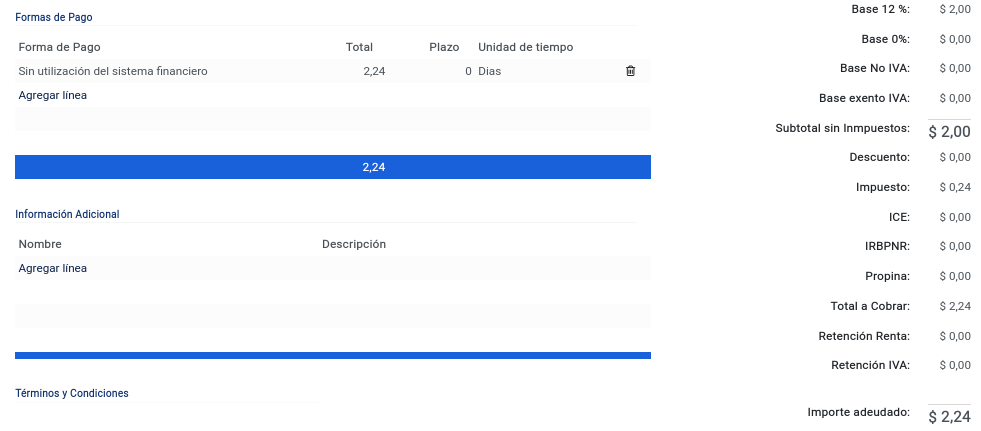 Formas de Pago
Forma de Pago Total Plazo Unidad de tiempo
Sin utilización del sistema financiero 2,24 0 Dias
Agregar línea
2,24
Información Adicional
Nombre Descripción
Agregar línea
Términos y Condiciones
Base 12 %: $ 2,00
Base 0%: $ 0,00
Base No IVA: $ 0,00
Base exento IVA: $ 0,00
Subtotal sin Inmpuestos: $ 2,00
Descuento: $ 0,00
Impuesto: $ 0,24
ICE: $ 0,00
IRBPNR: $ 0,00
Propina: $ 0,00
Total a Cobrar: $ 2,24
Retención Renta: $ 0,00
Retención IVA: $ 0,00
Importe adeudado: $ 2,24